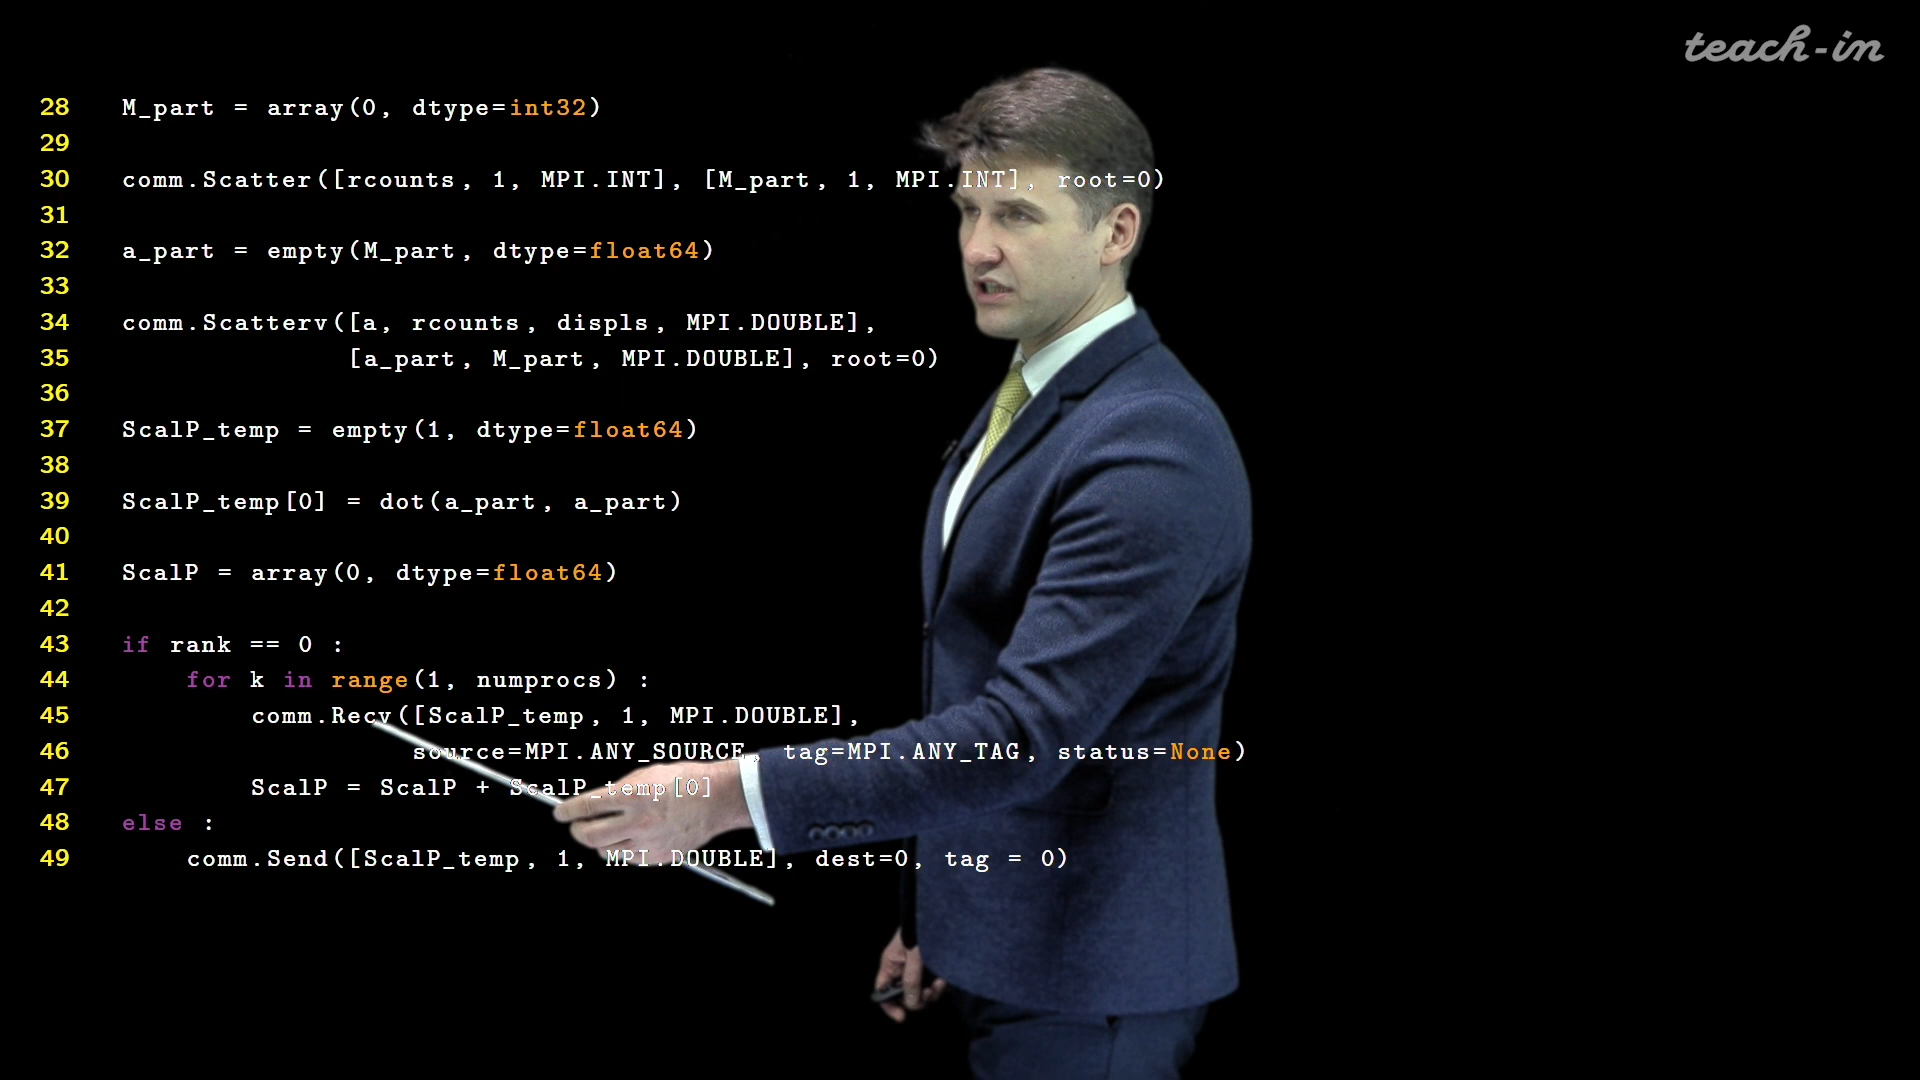 teach-in
28 M_part = array(0, dtype=int32)
29
30 comm.Scatter([rcounts, 1, MPI.INT], [M_part, 1, MPI.INT], root=0)
31
32 a_part = empty(M_part, dtype=float64)
33
34 comm.Scatterv([a, rcounts, displs, MPI.DOUBLE],
35 [a_part, M_part, MPI.DOUBLE], root=0)
36
37 ScalP_temp = empty(1, dtype=float64)
38
39 ScalP_temp[0] = dot(a_part, a_part)
40
41 ScalP = array(0, dtype=float64)
42
43 if rank == 0 :
44 for k in range(1, numprocs) :
45 comm.Recv([ScalP_temp, 1, MPI.DOUBLE],
46 source=MPI.ANY_SOURCE, tag=MPI.ANY_TAG, status=None)
47 ScalP = ScalP + ScalP_temp[0]
48 else :
49 comm.Send([ScalP_temp, 1, MPI.DOUBLE], dest=0, tag = 0)